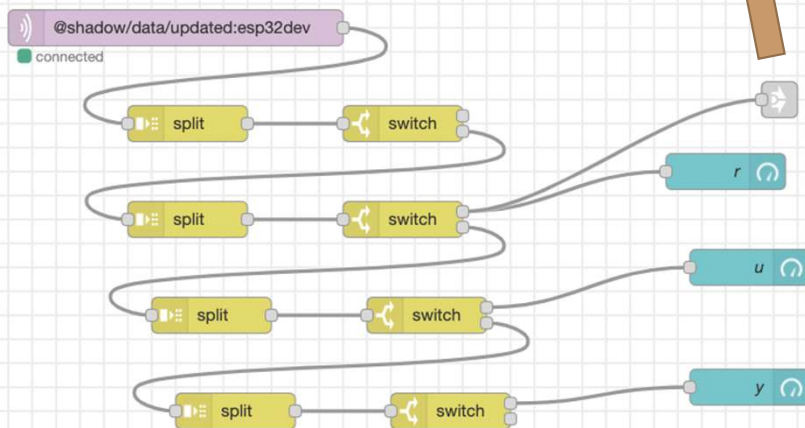 @shadow/data/updated:esp32dev
connected
split
switch
r
split
switch
u
split
switch
y
split
switch